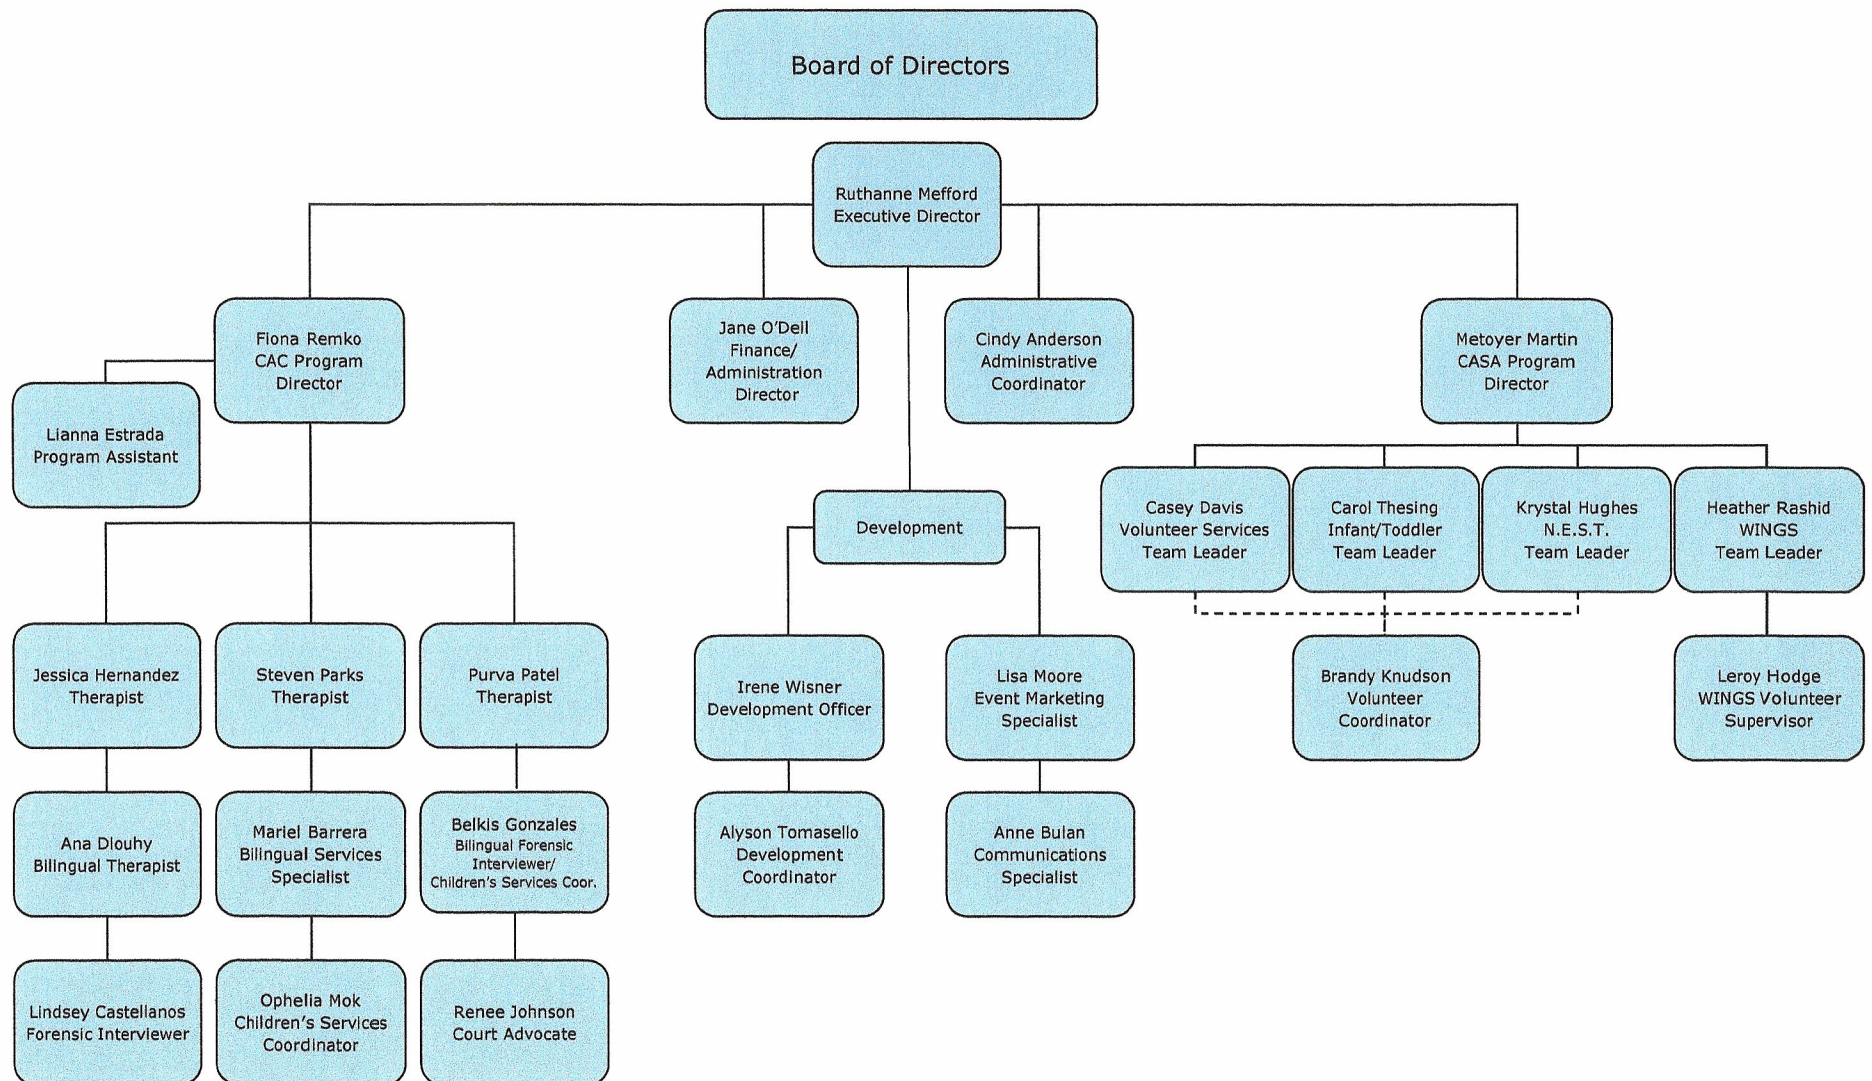 Board of Directors
Ruthanne Mefford
Executive Director
Fiona Remko
CAC Program
Director
Jane O'Dell
Finance/
Administration
Director
Cindy Anderson
Administrative
Coordinator
Metoyer Martin
CASA Program
Director
Lianna Estrada
Program Assistant
Development
Casey Davis
Volunteer Services
Team Leader
Carol Thesing
Infant/Toddler
Team Leader
Krystal Hughes
N.E.S.T.
Team Leader
Heather Rashid
WINGS
Team Leader
Jessica Hernandez
Therapist
Steven Parks
Therapist
Purva Patel
Therapist
Irene Wisner
Development Officer
Lisa Moore
Event Marketing
Specialist
Brandy Knudson
Volunteer
Coordinator
Leroy Hodge
WINGS Volunteer
Supervisor
Ana Dlouhy
Bilingual Therapist
Mariel Barrera
Bilingual Services
Specialist
Belkis Gonzales
Bilingual Forensic
Interviewer/
Children's Services Coor.
Alyson Tomasello
Development
Coordinator
Anne Bulan
Communications
Specialist
Lindsey Castellanos
Forensic Interviewer
Ophelia Mok
Children's Services
Coordinator
Renee Johnson
Court Advocate